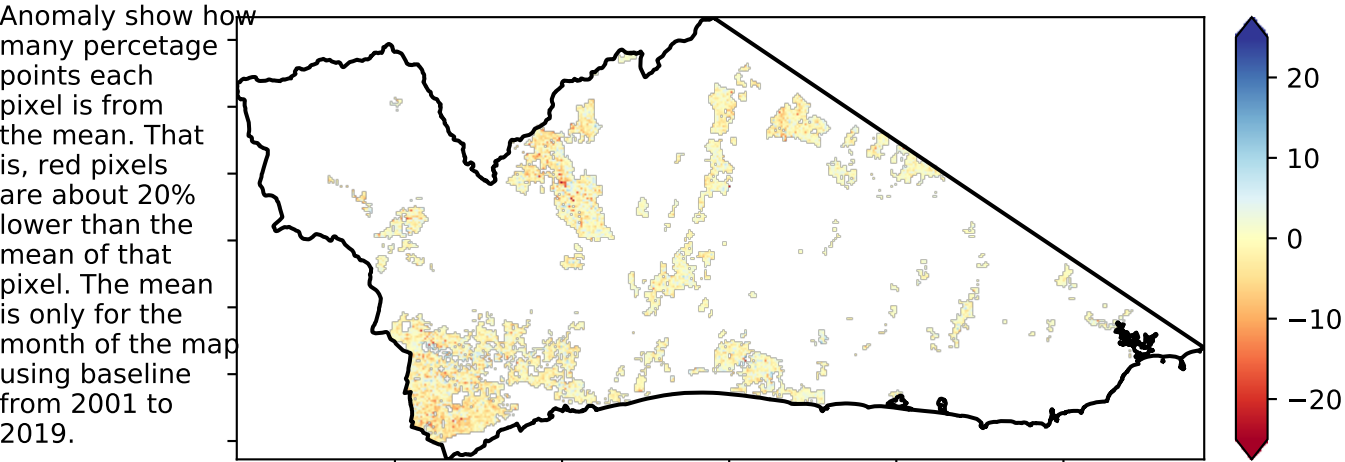 Anomaly show how
many percetage
points each
pixel is from
the mean. That
is, red pixels
are about 20%
lower than the
mean of that
pixel. The mean
is only for the
month of the map
using baseline
from 2001 to
2019.
20
10
0
−10
−20